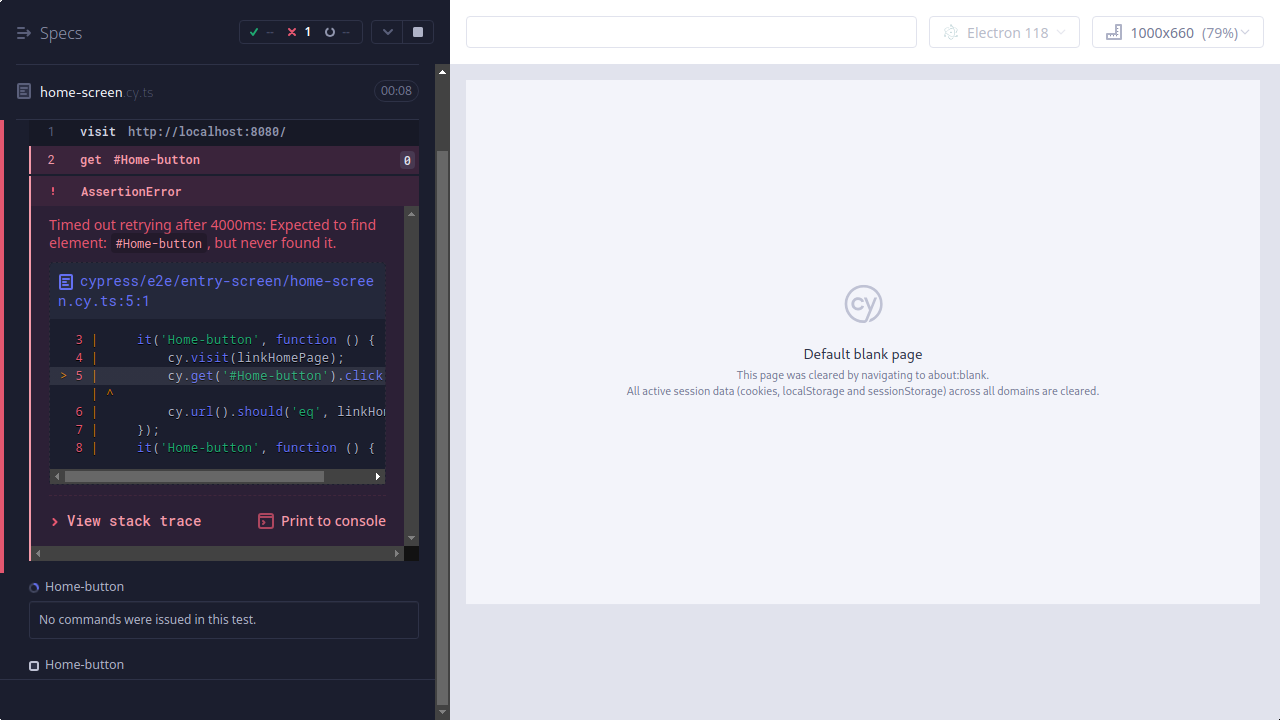 Specs
-- 1 --
Electron 118
1000x660 (79%)
home-screen.cy.ts
00:08
1 visit http://localhost:8080/
2 get #Home-button 0
! AssertionError
Timed out retrying after 4000ms: Expected to find
element: #Home-button, but never found it.
cypress/e2e/entry-screen/home-scree
n.cy.ts:5:1
3 | it('Home-button', function () {
4 | cy.visit(linkHomePage);
> 5 | cy.get('#Home-button').click
| ^
6 | cy.url().should('eq', linkHo
7 | });
8 | it('Home-button', function () {
View stack trace
Print to console
Home-button
No commands were issued in this test.
Home-button
cy
Default blank page
This page was cleared by navigating to about:blank.
All active session data (cookies, localStorage and sessionStorage) across all domains are cleared.